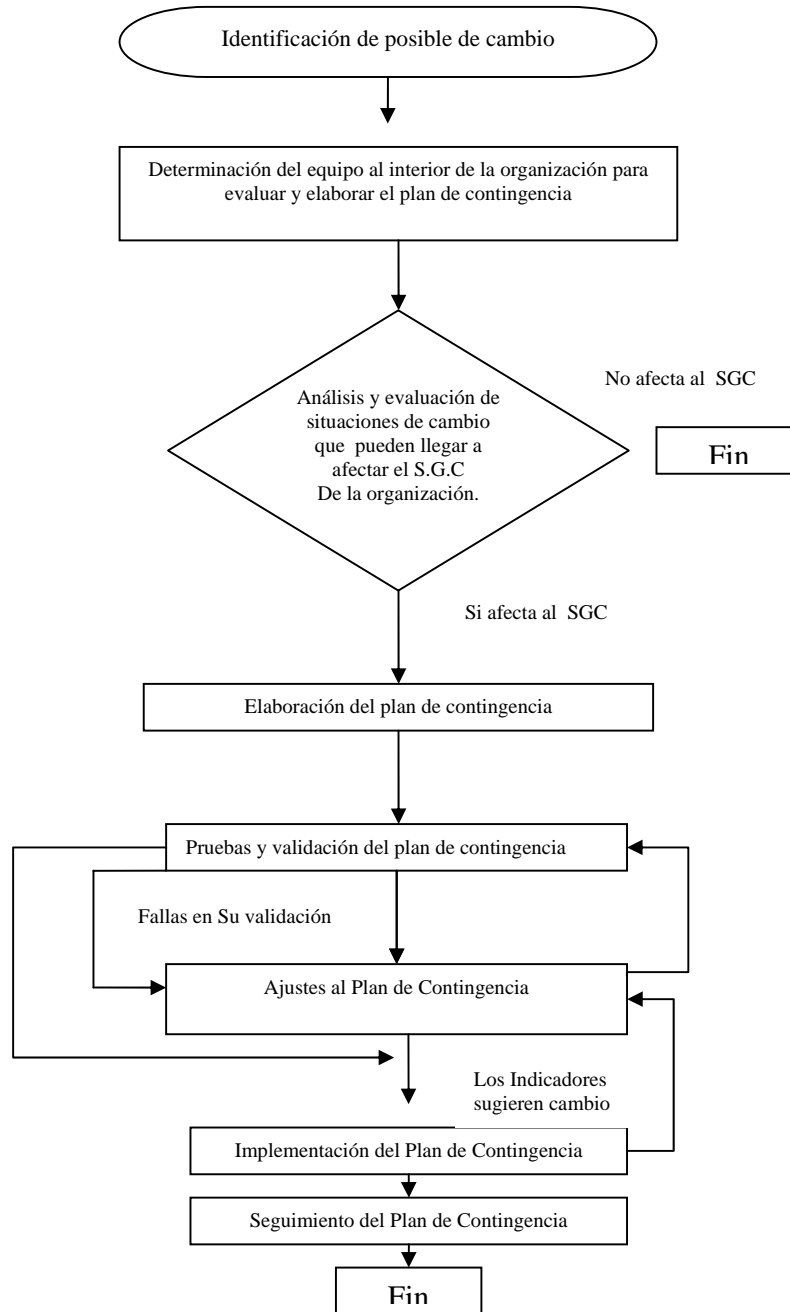 Identificación de posible de cambio
Determinación del equipo al interior de la organización para
evaluar y elaborar el plan de contingencia
Análisis y evaluación de
situaciones de cambio
que pueden llegar a
afectar el S.G.C
De la organización.
No afecta al SGC
Fin
Si afecta al SGC
Elaboración del plan de contingencia
Pruebas y validación del plan de contingencia
Fallas en Su validación
Ajustes al Plan de Contingencia
Los Indicadores
sugieren cambio
Implementación del Plan de Contingencia
Seguimiento del Plan de Contingencia
Fin